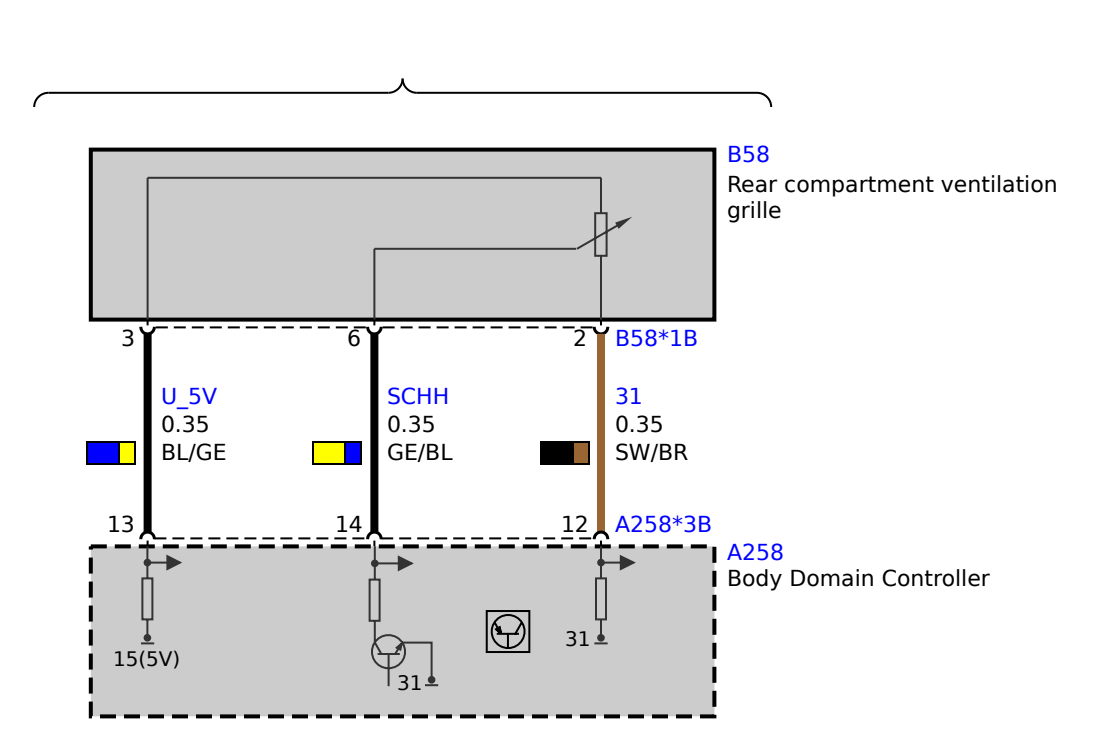 B58
Rear compartment ventilation
grille
3 6 2 B58*1B
U_5V SCHH 31
0.35 0.35 0.35
BL/GE GE/BL SW/BR
13 14 12 A258*3B
A258
Body Domain Controller
31
15(5V)
31